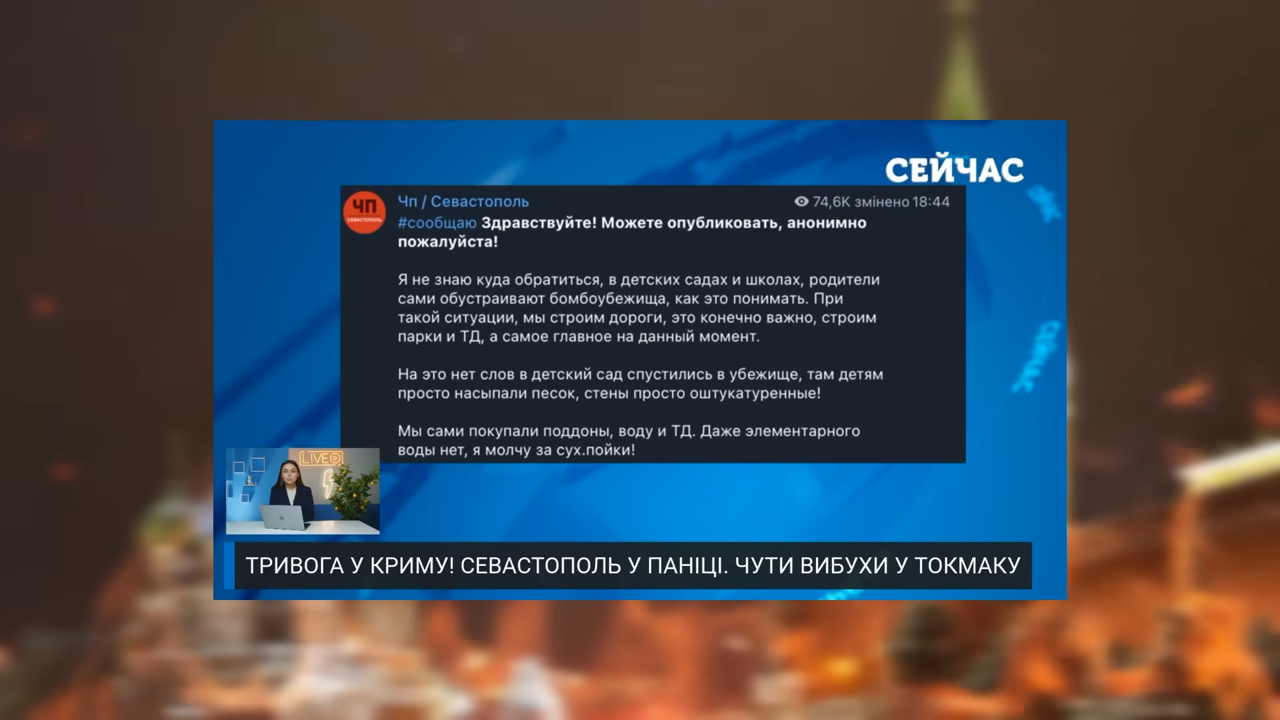 СЕЙЧАС
ЧП
СЕВАСТОПОЛЬ
Чп / Севастополь
74,6K змінено 18:44
#сообщаю Здравствуйте! Можете опубликовать, анонимно
пожалуйста!
Я не знаю куда обратиться, в детских садах и школах, родители
сами обустраивают бомбоубежища, как это понимать. При
такой ситуации, мы строим дороги, это конечно важно, строим
парки и ТД, а самое главное на данный момент.
На это нет слов в детский сад спустились в убежище, там детям
просто насыпали песок, стены просто оштукатуренные!
Мы сами покупали поддоны, воду и ТД. Даже элементарного
воды нет, я молчу за сух.пойки!
LIVE
СЕЙЧАС
ТРИВОГА У КРИМУ! СЕВАСТОПОЛЬ У ПАНІЦІ. ЧУТИ ВИБУХИ У ТОКМАКУ